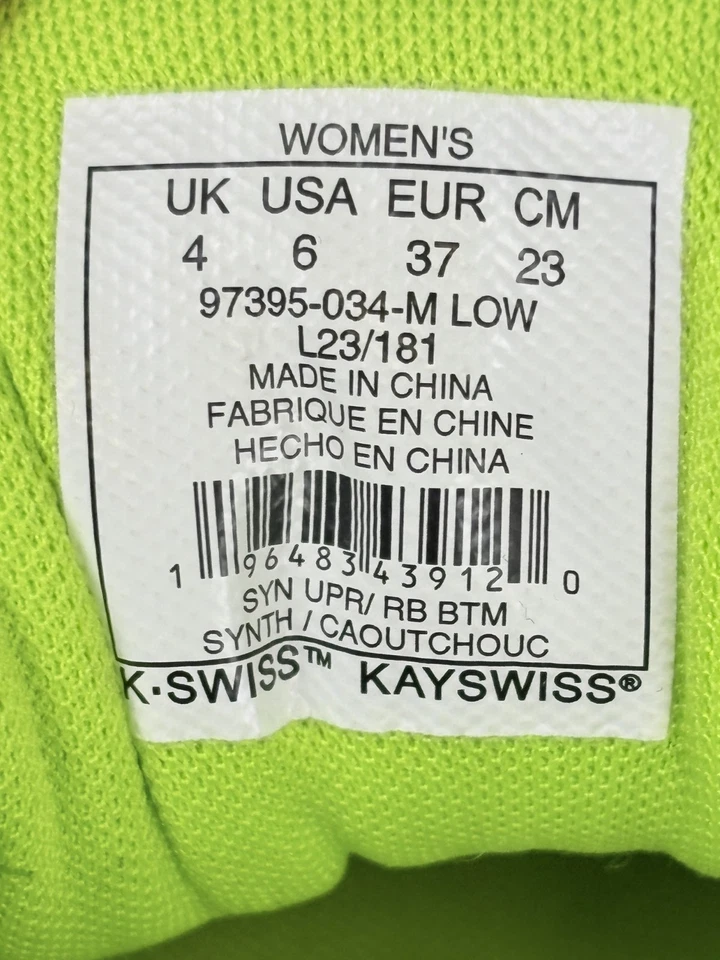 WOMEN'S
UK USA EUR CM
4 6 37 23
97395-034-M LOW
L23/181
MADE IN CHINA
FABRIQUE EN CHINE
HECHO EN CHINA
1 96483 43912 0
SYN UPR/ RB BTM
SYNTH / CAOUTCHOUC
K·SWISS™ KAYSWISS®